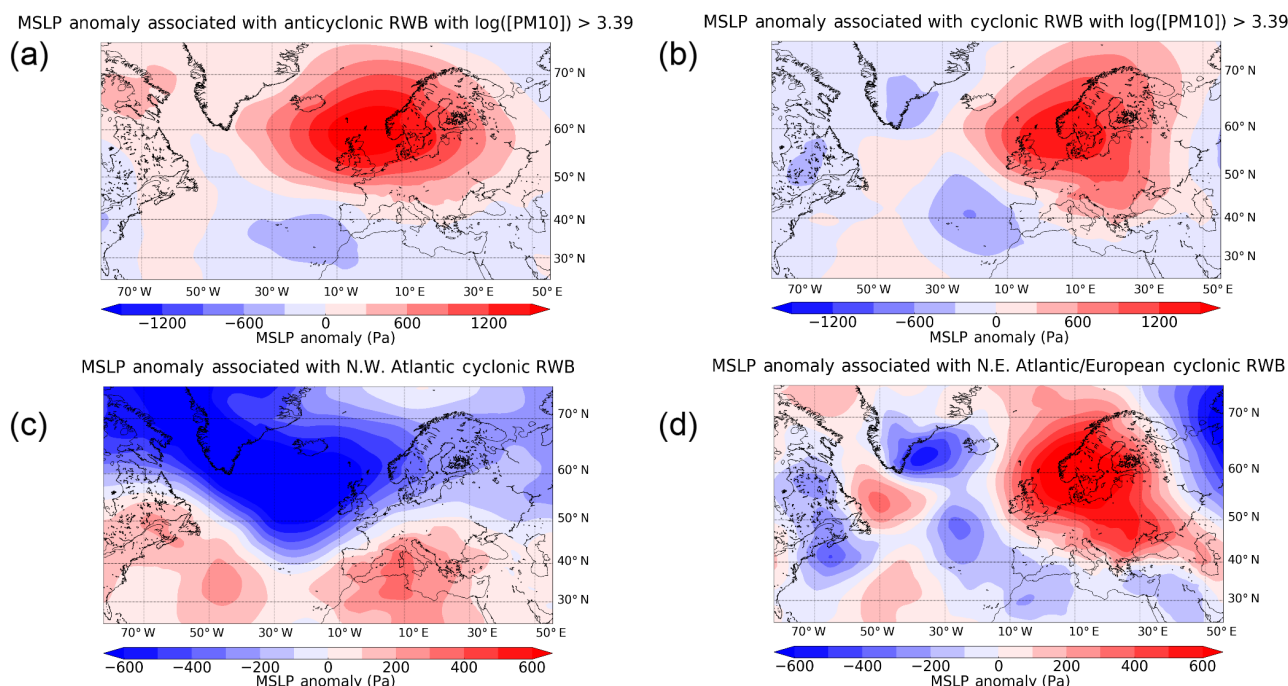 MSLP anomaly associated with anticyclonic RWB with log([PM10]) > 3.39
(a)
70° N
60° N
50° N
40° N
30° N
70° W 50° W 30° W 10° W 10° E 30° E 50° E
−1200 −600 0 600 1200
MSLP anomaly (Pa)
MSLP anomaly associated with cyclonic RWB with log([PM10]) > 3.39
(b)
70° N
60° N
50° N
40° N
30° N
70° W 50° W 30° W 10° W 10° E 30° E 50° E
−1200 −600 0 600 1200
MSLP anomaly (Pa)
MSLP anomaly associated with N.W. Atlantic cyclonic RWB
(c)
70° N
60° N
50° N
40° N
30° N
70° W 50° W 30° W 10° W 10° E 30° E 50° E
−600 −400 −200 0 200 400 600
MSLP anomaly (Pa)
MSLP anomaly associated with N.E. Atlantic/European cyclonic RWB
(d)
70° N
60° N
50° N
40° N
30° N
70° W 50° W 30° W 10° W 10° E 30° E 50° E
−600 −400 −200 0 200 400 600
MSLP anomaly (Pa)